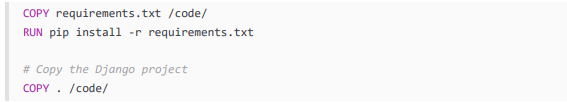 COPY requirements.txt /code/
RUN pip install -r requirements.txt
# Copy the Django project
COPY . /code/